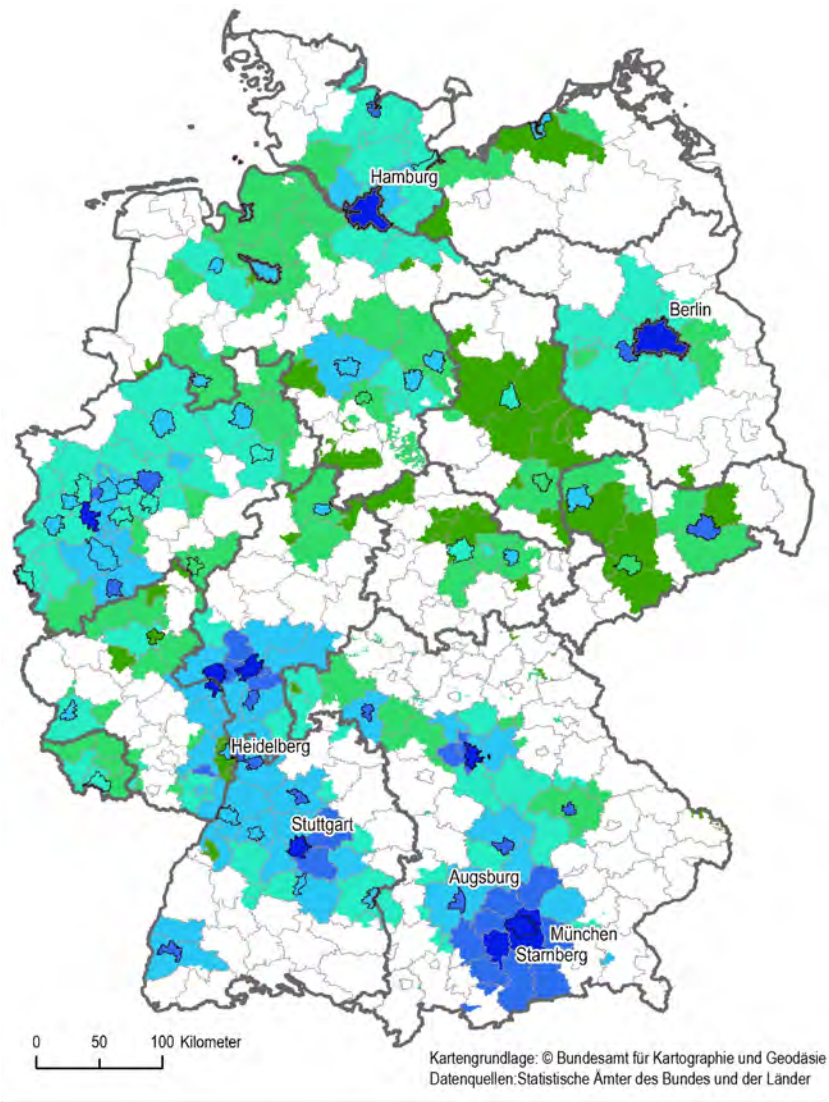 Hamburg
Berlin
Heidelberg
Stuttgart
Augsburg
München
Starnberg
0 50 100 Kilometer
Kartengrundlage: © Bundesamt für Kartographie und Geodäsie
Datenquellen:Statistische Ämter des Bundes und der Länder